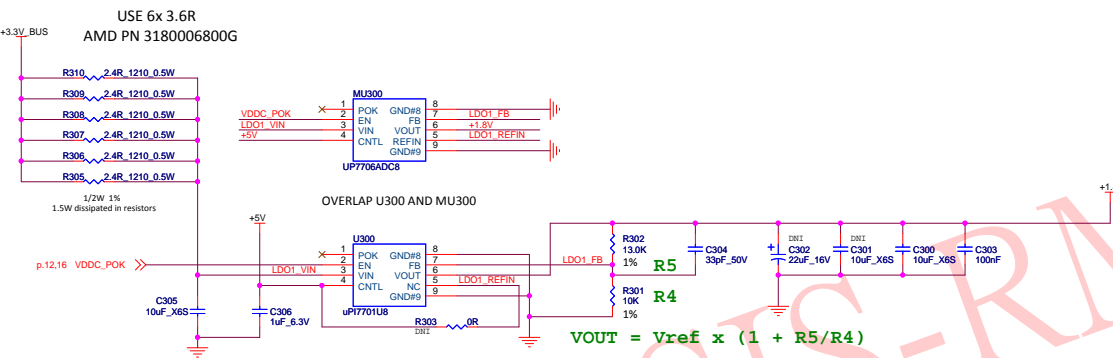 USE 6x 3.6R
AMD PN 3180006800G
+3.3V_BUS
R310 2.4R_1210_0.5W
R309 2.4R_1210_0.5W
R308 2.4R_1210_0.5W
R307 2.4R_1210_0.5W
R306 2.4R_1210_0.5W
R305 2.4R_1210_0.5W
1/2W 1%
1.5W dissipated in resistors
MU300
VDDC_POK
LDO1_VIN
+5V
1 POK GND#8 8
2 EN FB 7 LDO1_FB
3 VIN VOUT 6 +1.8V
4 CNTL REFIN 5 LDO1_REFIN
GND#9 9
UP7706ADC8
OVERLAP U300 AND MU300
+5V
p.12,16 VDDC_POK
LDO1_VIN
U300
1 POK GND#8 8
2 EN FB 7
3 VIN VOUT 6
4 CNTL NC 5 LDO1_REFIN
GND#9 9
uPI7701U8
C305
10uF_X6S
C306
1uF_6.3V
R303 0R
DNI
LDO1_FB
R302
13.0K
1%
R5
R301
10K
1%
R4
C304
33pF_50V
DNI
C302
22uF_16V
DNI
C301
10uF_X6S
C300
10uF_X6S
C303
100nF
+1.
VOUT = Vref x (1 + R5/R4)